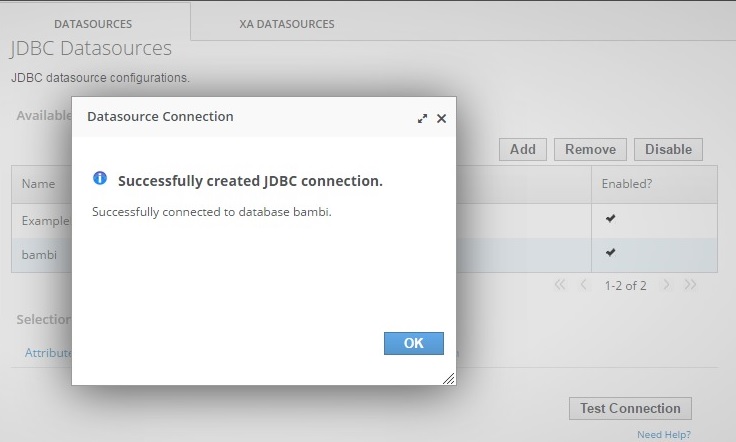 DATASOURCES
XA DATASOURCES
JDBC Datasources
JDBC datasource configurations.
Available
Datasource Connection
Add
Remove
Disable
Name
Enabled?
Successfully created JDBC connection.
Successfully connected to database bambi.
Example
bambi
1-2 of 2
Selection
Attribute
OK
Test Connection
Need Help?